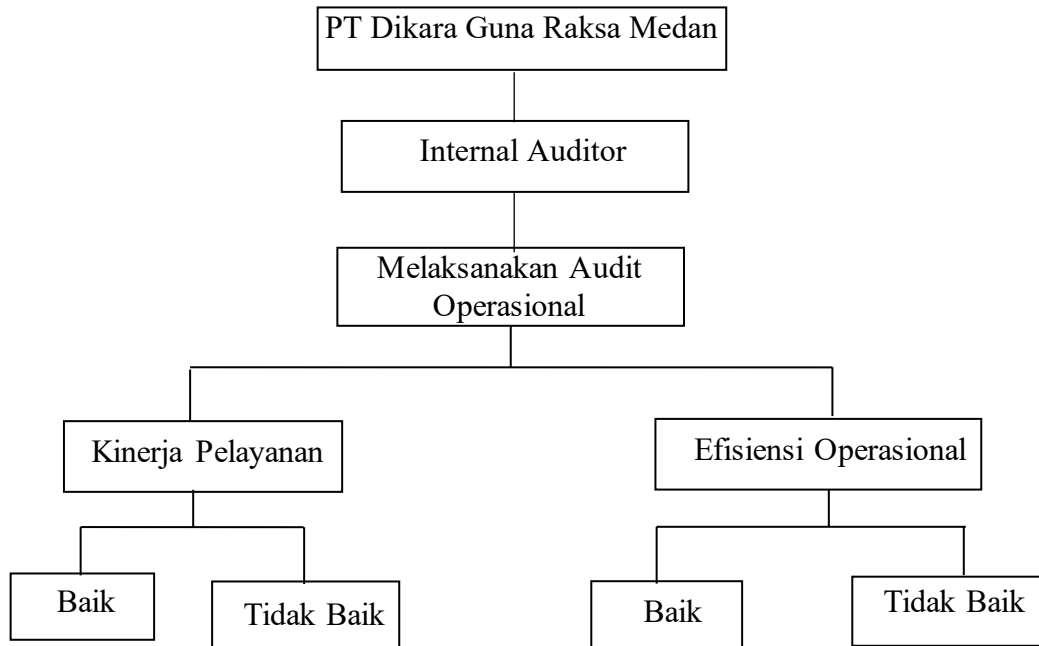 PT Dikara Guna Raksa Medan
Internal Auditor
Melaksanakan Audit
Operasional
Kinerja Pelayanan
Efisiensi Operasional
Baik
Tidak Baik
Baik
Tidak Baik